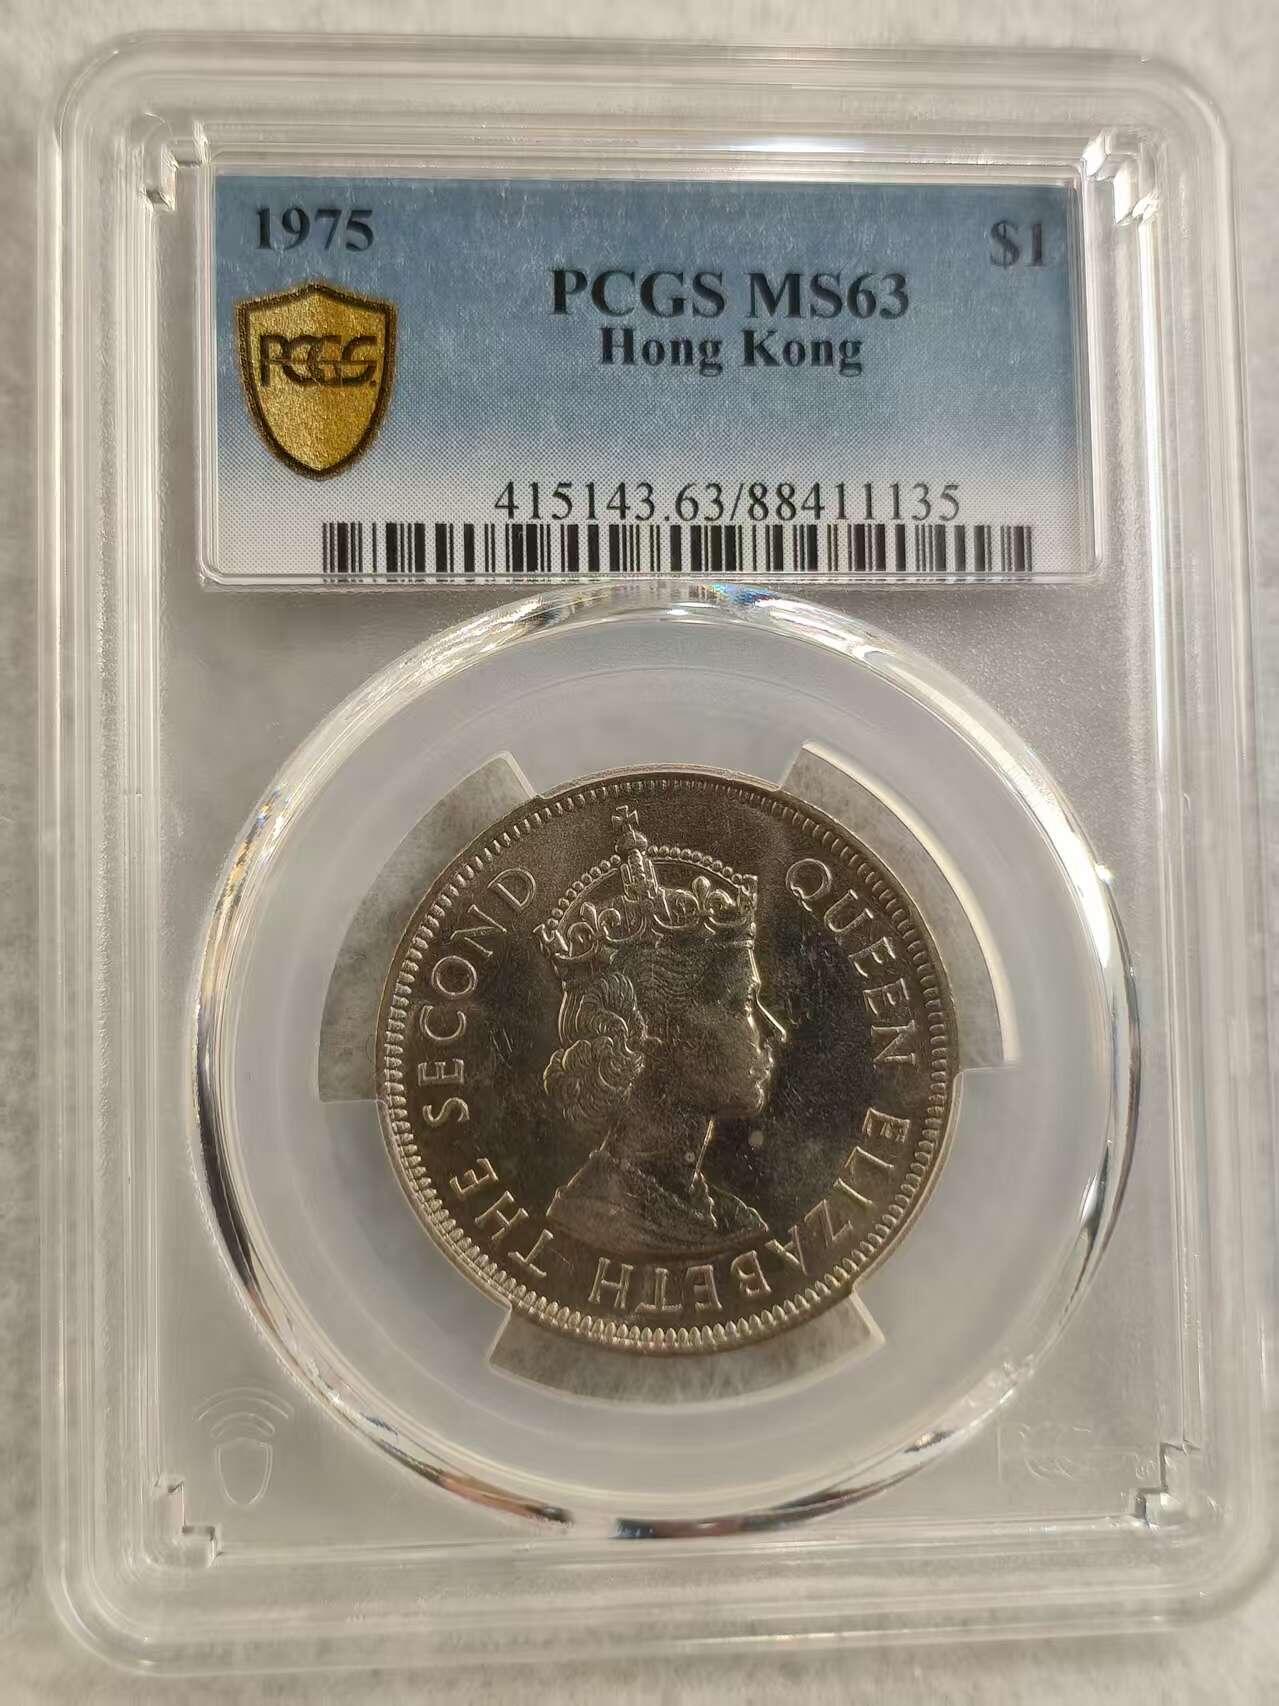 1975
$1
PCGS MS63
Hong Kong
PCGS
415143.63/88411135
QUEEN ELIZABETH THE SECOND